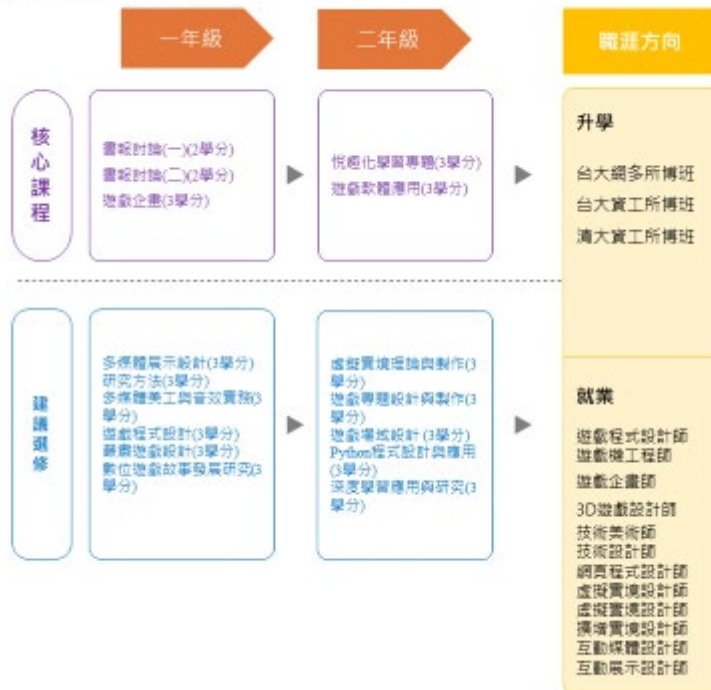 一年級
二年級
職涯方向
核心課程
書報討論(一)(2學分)
書報討論(二)(2學分)
遊戲企畫(3學分)
悅趣化學習專題(3學分)
遊戲軟體應用(3學分)
升學
台大網多所博班
台大資工所博班
清大資工所博班
建議選修
多媒體展示設計(3學分)
研究方法(3學分)
多媒體美工與音效實務(3
學分)
遊戲程式設計(3學分)
嚴肅遊戲設計(3學分)
數位遊戲故事發展研究(3
學分)
虛擬實境理論與製作(3
學分)
遊戲專題設計與製作(3
學分)
遊戲場域設計 (3學分)
Python程式設計與應用
(3學分)
深度學習應用與研究(3
學分)
就業
遊戲程式設計師
遊戲機工程師
遊戲企畫師
3D遊戲設計師
技術美術師
技術設計師
網頁程式設計師
虛擬實境設計師
虛擬實境設計師
擴增實境設計師
互動媒體設計師
互動展示設計師